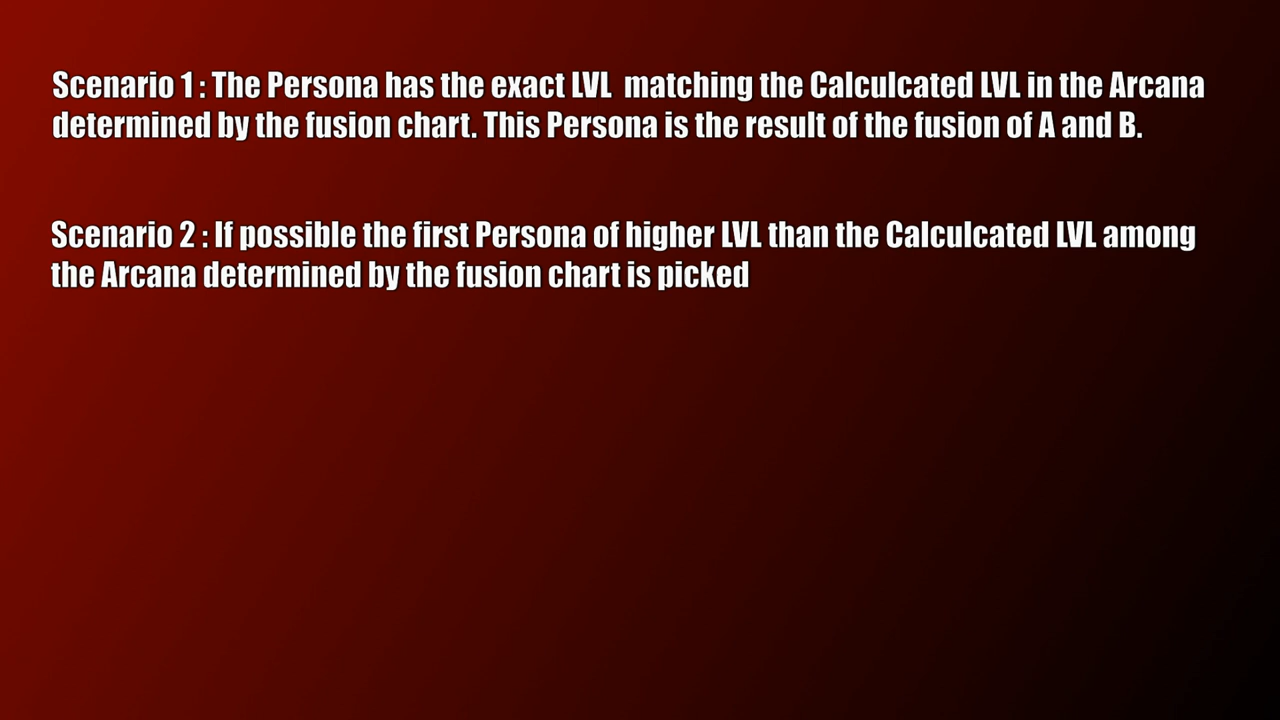 Scenario 1 : The Persona has the exact LVL  matching the Calculcated LVL in the Arcana
determined by the fusion chart. This Persona is the result of the fusion of A and B.
Scenario 2 : If possible the first Persona of higher LVL than the Calculcated LVL among
the Arcana determined by the fusion chart is picked